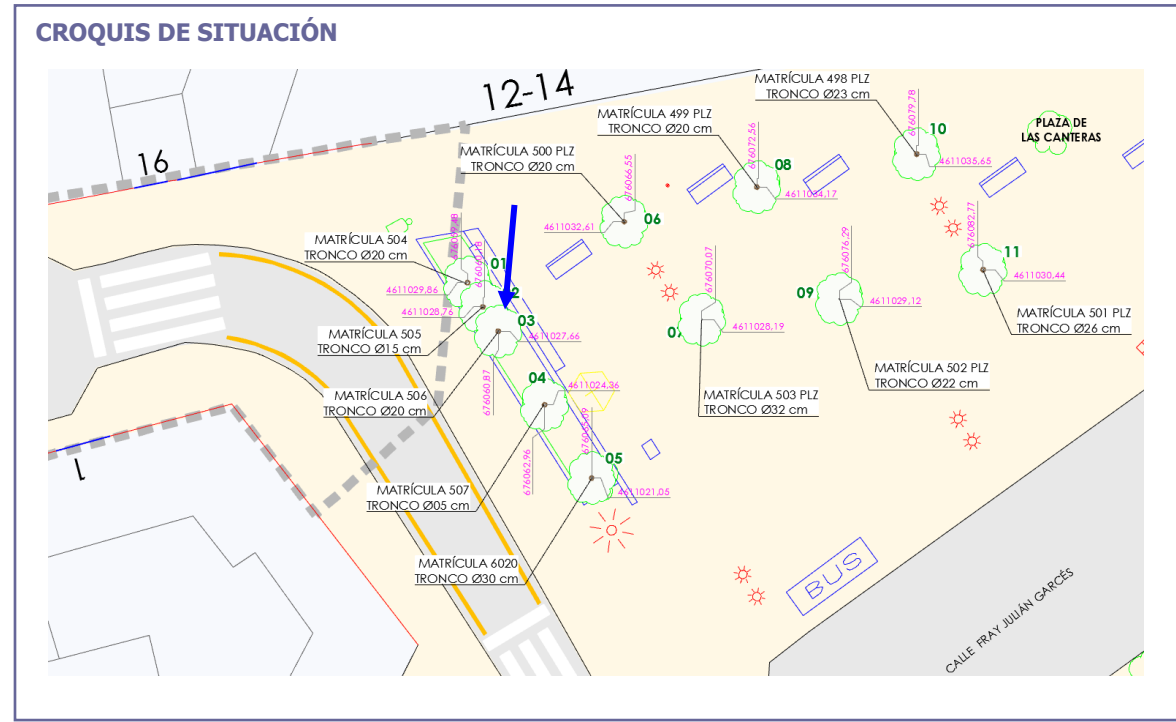 CROQUIS DE SITUACIÓN
12-14
16
MATRÍCULA 498 PLZ
TRONCO Ø23 cm
676079,78
10
4611035,65
PLAZA DE
LAS CANTERAS
MATRÍCULA 499 PLZ
TRONCO Ø20 cm
676072,56
08
4611034,17
MATRÍCULA 500 PLZ
TRONCO Ø20 cm
676066,55
4611032,61
06
676082,77
11
4611030,44
MATRÍCULA 501 PLZ
TRONCO Ø26 cm
676076,29
09
4611029,12
MATRÍCULA 502 PLZ
TRONCO Ø22 cm
676070,07
4611028,19
MATRÍCULA 503 PLZ
TRONCO Ø32 cm
MATRÍCULA 504
TRONCO Ø20 cm
01
4611029,86
4611028,76
MATRÍCULA 505
TRONCO Ø15 cm
03
4611027,66
676060,87
MATRÍCULA 506
TRONCO Ø20 cm
04
4611024,36
676062,96
MATRÍCULA 507
TRONCO Ø05 cm
05
4611021,05
MATRÍCULA 6020
TRONCO Ø30 cm
1
BUS
CALLE FRAY JULIÁN GARCÉS